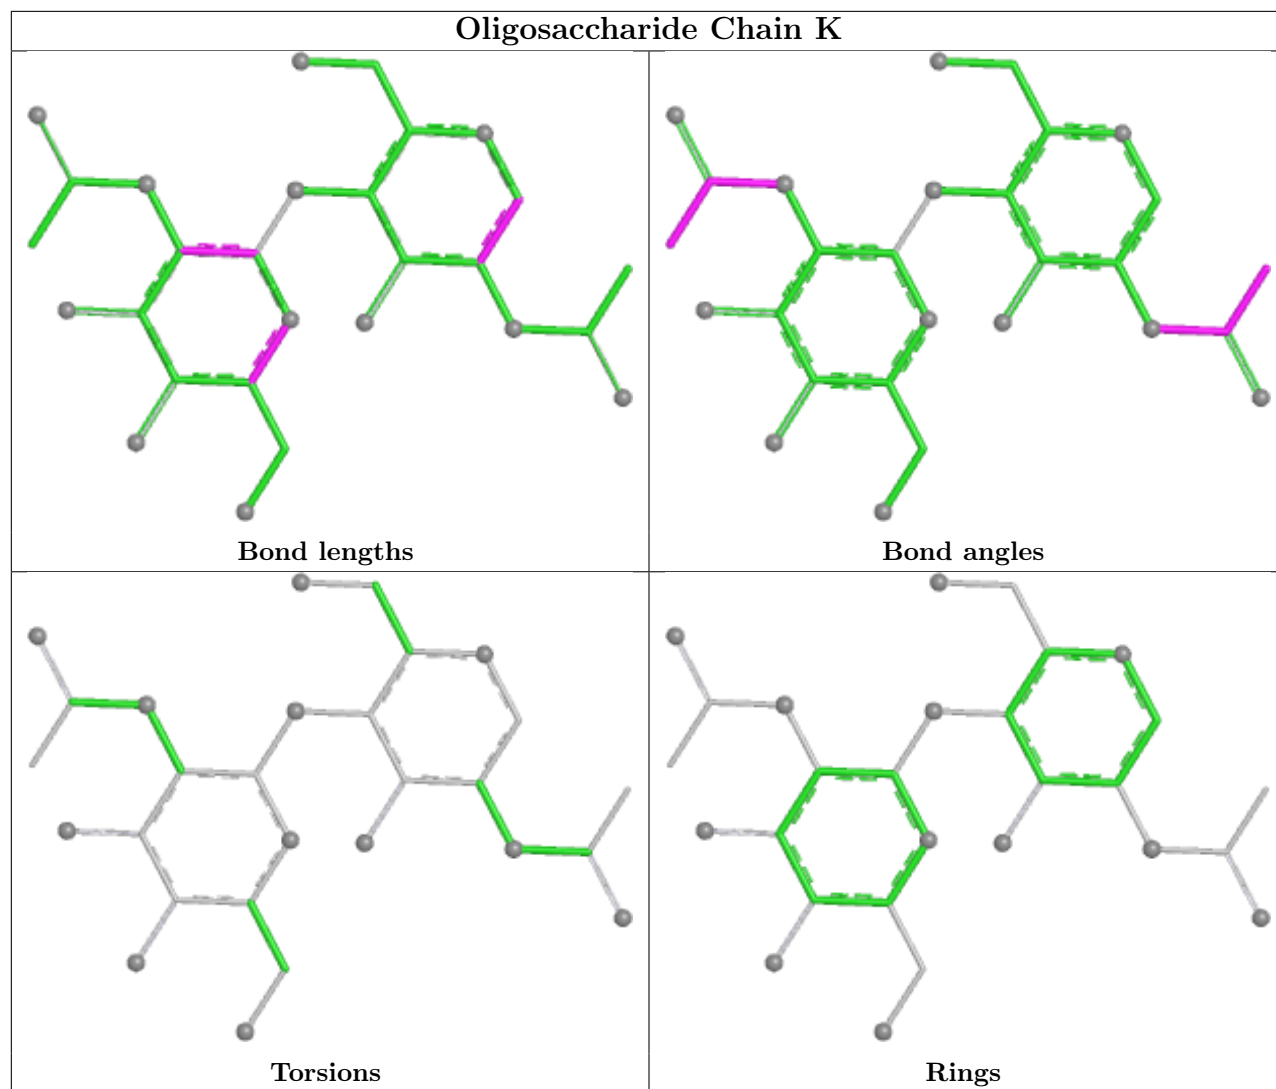 Oligosaccharide Chain K
Bond lengths
Bond angles
Torsions
Rings